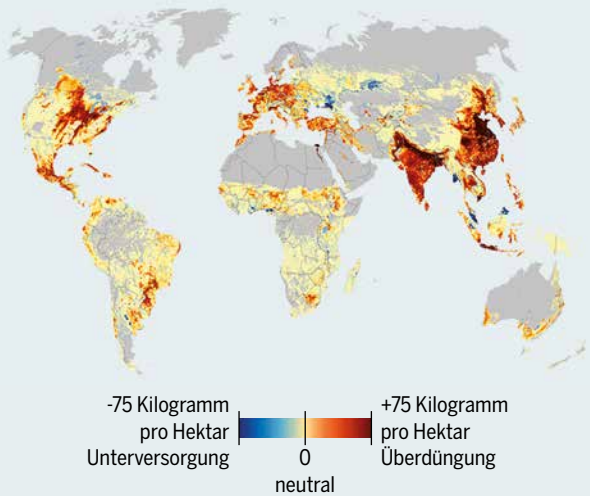 -75 Kilogramm
pro Hektar
Unterversorgung
0
neutral
+75 Kilogramm
pro Hektar
Überdüngung